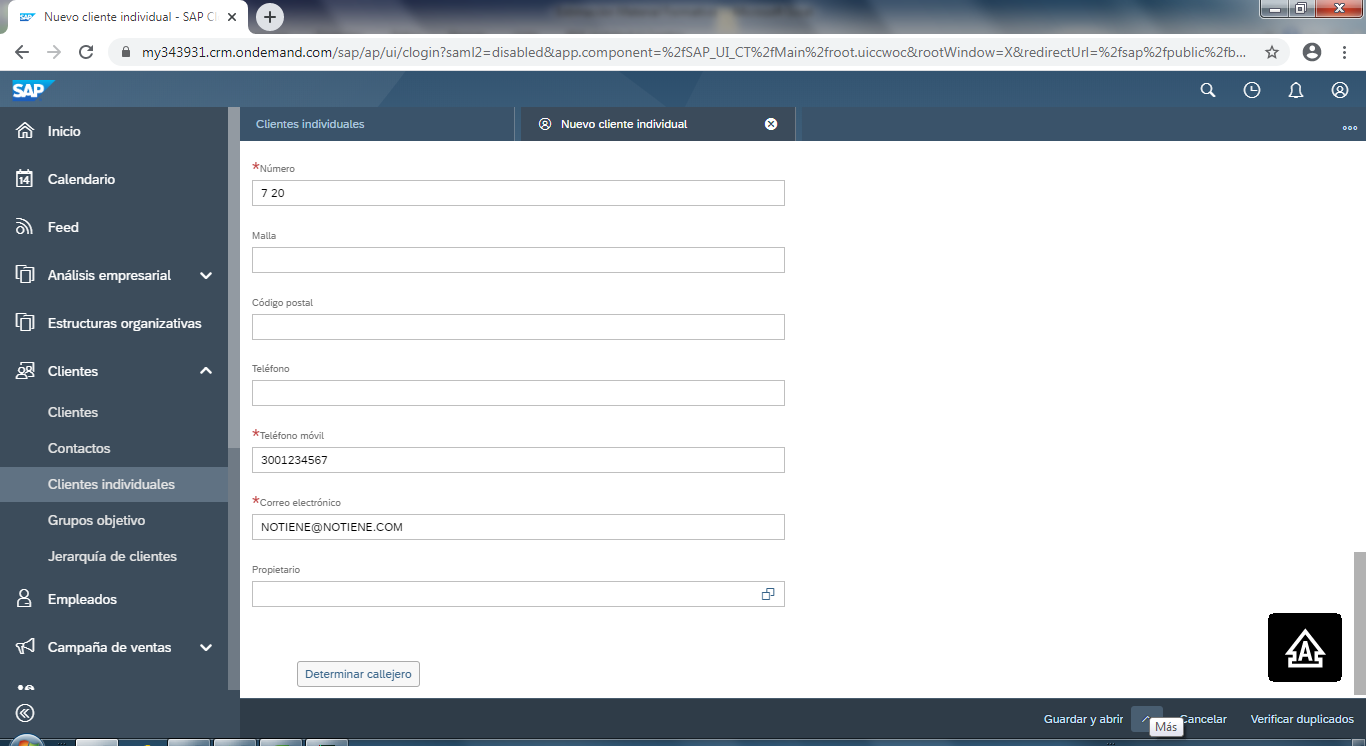 Nuevo cliente individual - SAP Cl
my343931.crm.ondemand.com/sap/ap/ui/clogin?saml2=disabled&app.component=%2fSAP_UI_CT%2fMain%2froot.uiccwoc&rootWindow=X&redirectUrl=%2fsap%2fpublic%2fb...
SAP
Inicio
14
Calendario
Feed
Análisis empresarial
Estructuras organizativas
Clientes
Clientes
Contactos
Clientes individuales
Grupos objetivo
Jerarquía de clientes
Empleados
Campaña de ventas
Clientes individuales
Nuevo cliente individual
*Número
7 20
Malla
Código postal
Teléfono
*Teléfono móvil
3001234567
*Correo electrónico
NOTIENE@NOTIENE.COM
Propietario
Determinar callejero
A
Guardar y abrir
Cancelar
Verificar duplicados
Más